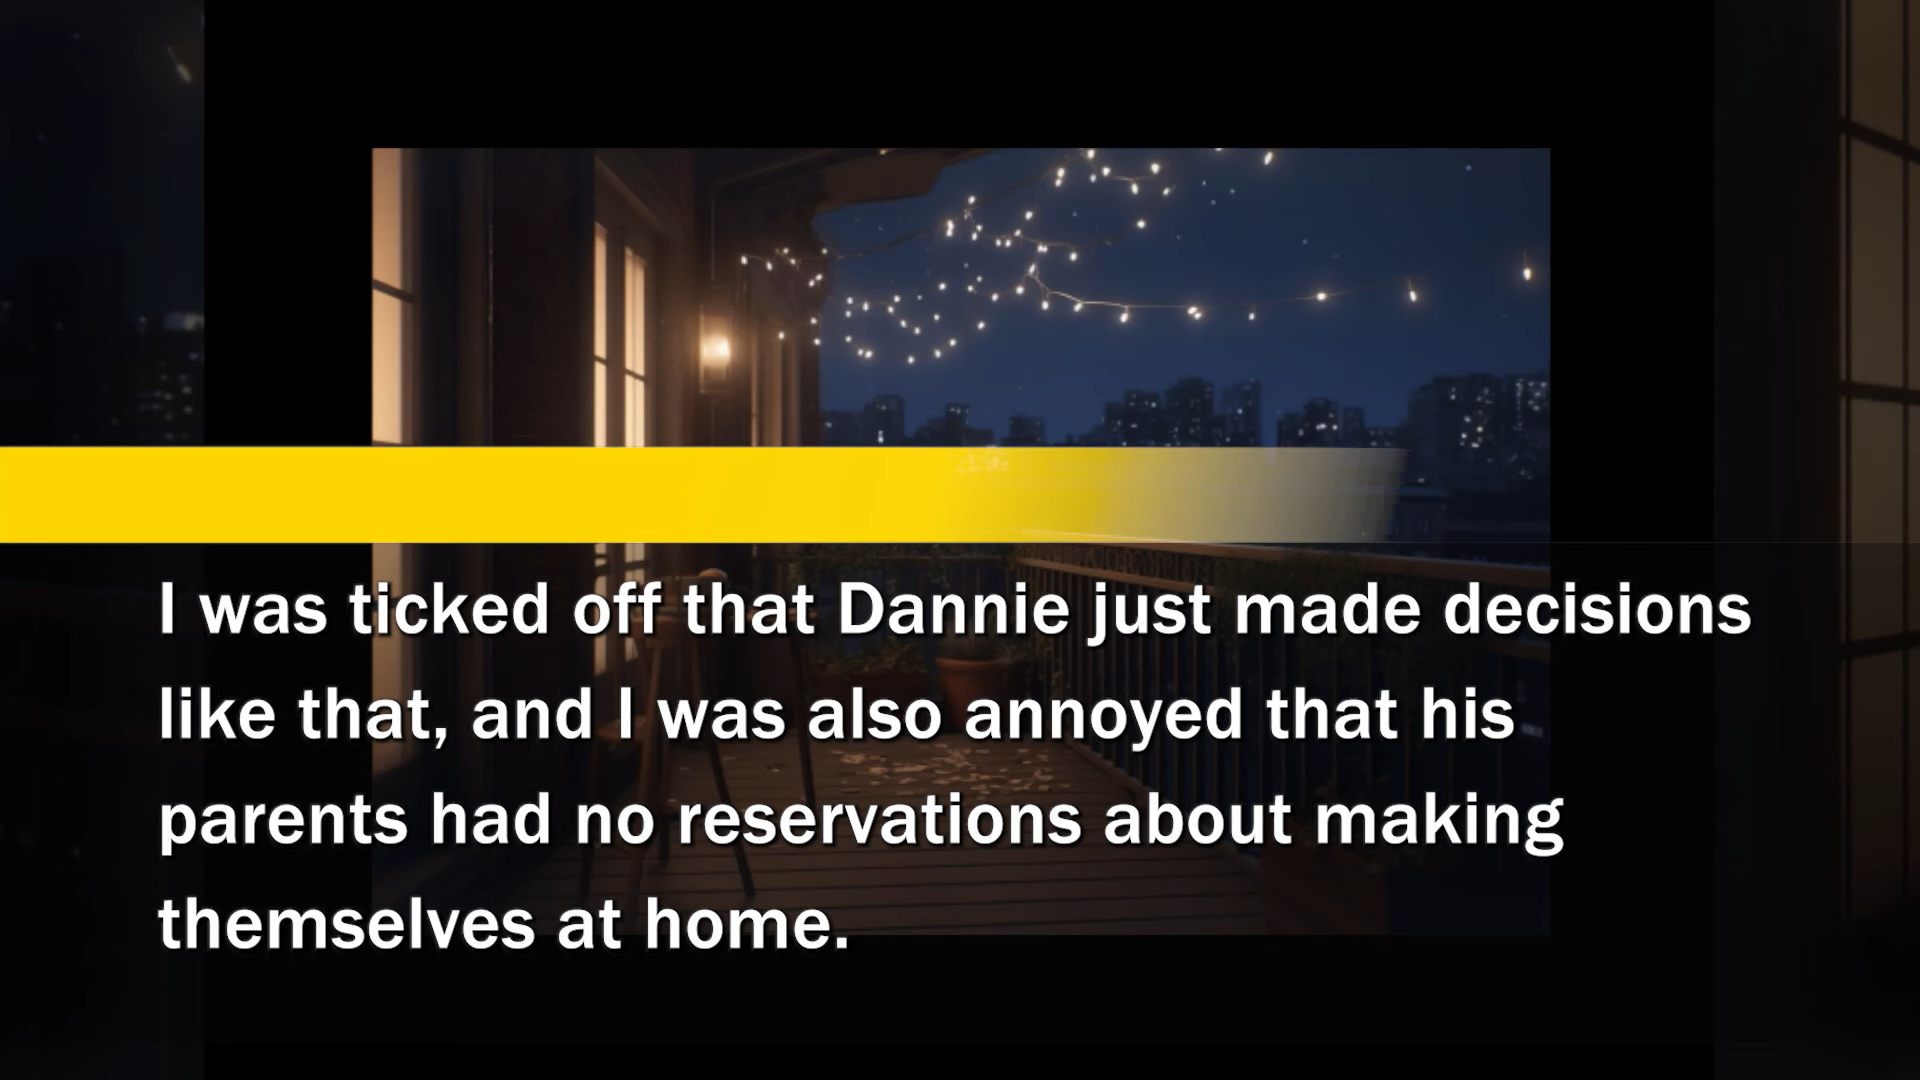 I was ticked off that Dannie just made decisions
like that, and I was also annoyed that his
parents had no reservations about making
themselves at home.